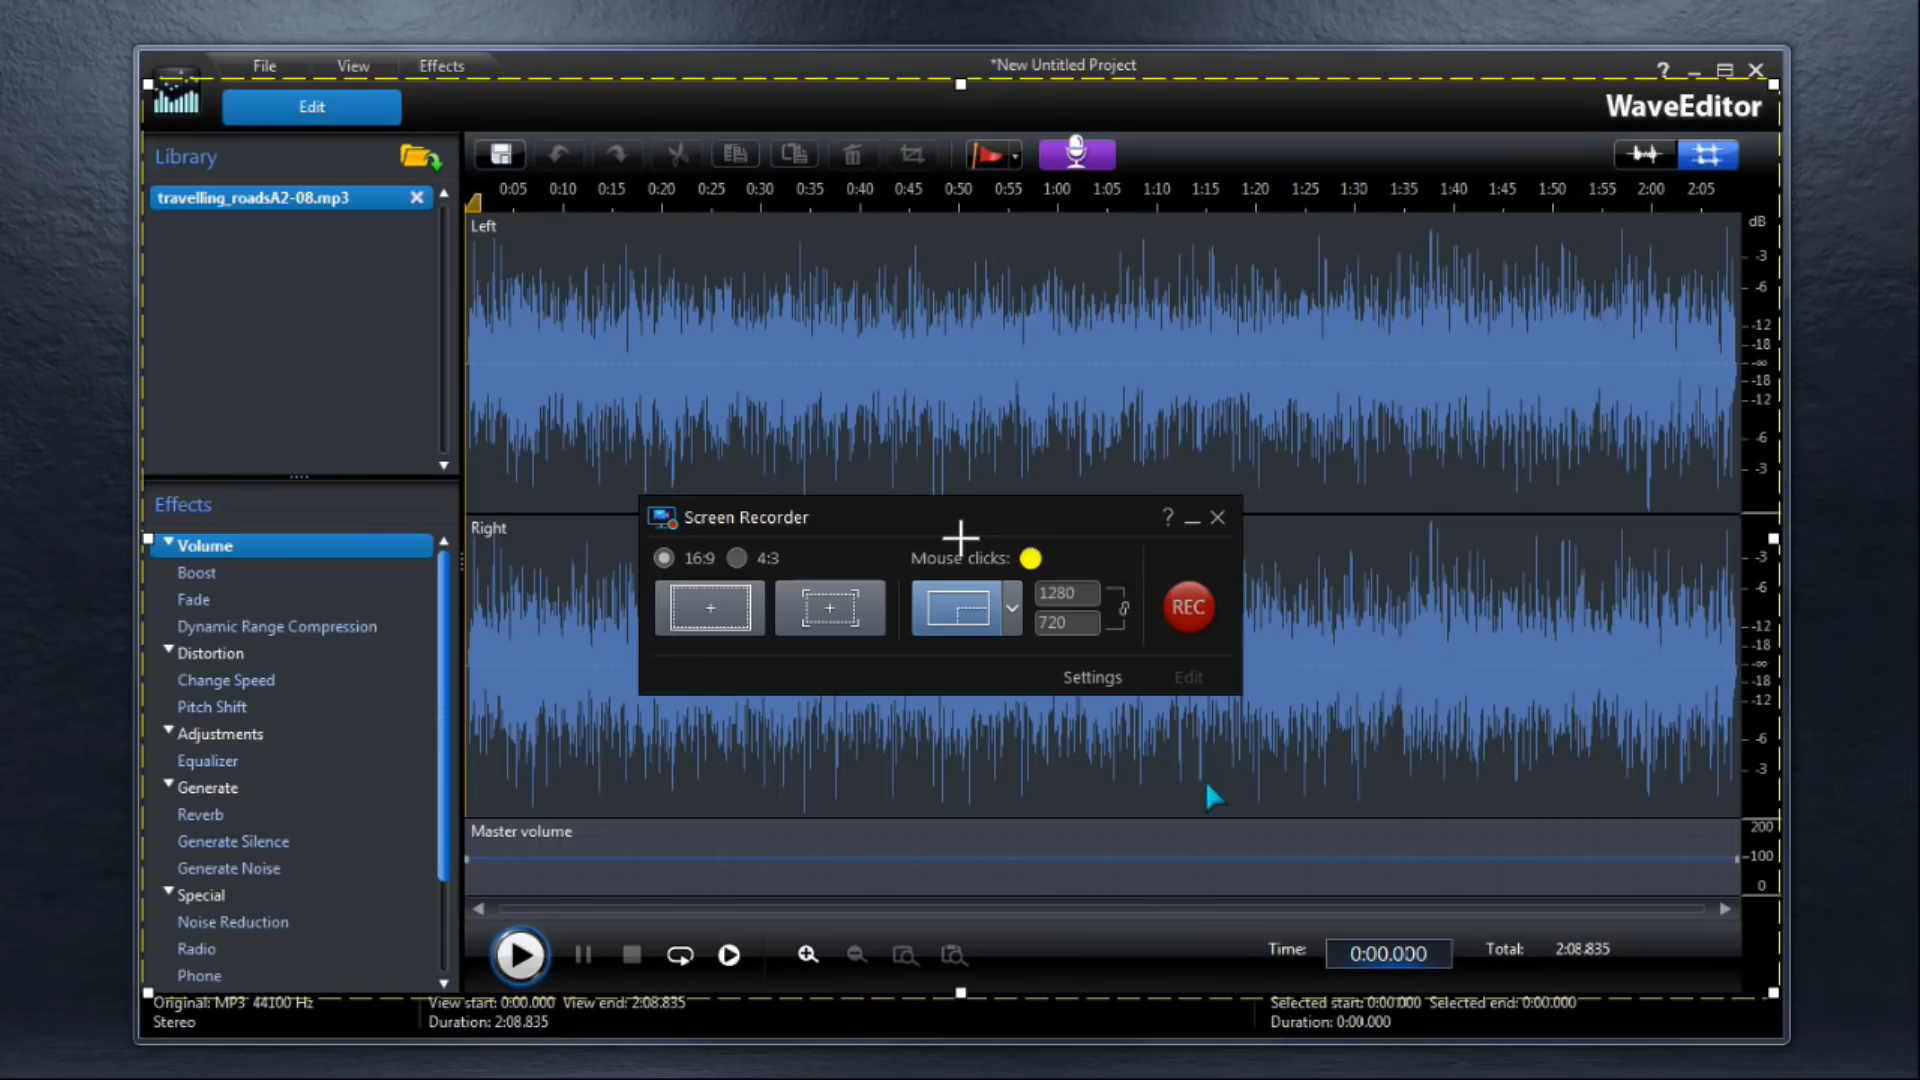 File View Effects
*New Untitled Project
?
Edit
WaveEditor
Library
travelling_roadsA2-08.mp3
0:05 0:10 0:15 0:20 0:25 0:30 0:35 0:40 0:45 0:50 0:55 1:00 1:05 1:10 1:15 1:20 1:25 1:30 1:35 1:40 1:45 1:50 1:55 2:00 2:05
Left
dB
-3
-6
-12
-18
-∞
-18
-12
-6
-3
Effects
Volume
Boost
Fade
Dynamic Range Compression
Distortion
Change Speed
Pitch Shift
Adjustments
Equalizer
Generate
Reverb
Generate Silence
Generate Noise
Special
Noise Reduction
Radio
Phone
Right
-3
-6
-12
-18
-∞
-18
-12
-6
-3
Screen Recorder
?
16:9 4:3
Mouse clicks:
1280
720
REC
Settings
Edit
Master volume
200
100
0
Time: 0:00.000 Total: 2:08.835
Original: MP3 44100 Hz
Stereo
View start: 0:00.000 View end: 2:08.835
Duration: 2:08.835
Selected start: 0:00.000 Selected end: 0:00.000
Duration: 0:00.000